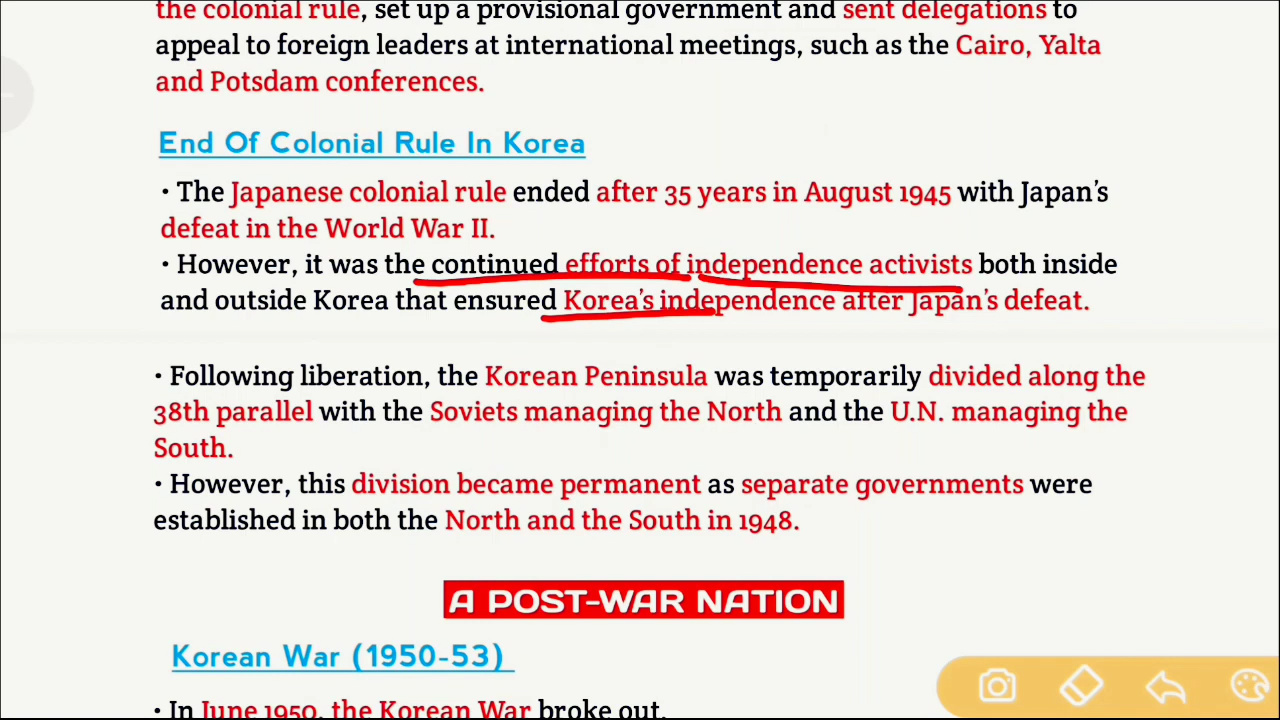 the colonial rule, set up a provisional government and sent delegations to
appeal to foreign leaders at international meetings, such as the Cairo, Yalta
and Potsdam conferences.
End Of Colonial Rule In Korea
• The Japanese colonial rule ended after 35 years in August 1945 with Japan’s
defeat in the World War II.
• However, it was the continued efforts of independence activists both inside
and outside Korea that ensured Korea’s independence after Japan’s defeat.
• Following liberation, the Korean Peninsula was temporarily divided along the
38th parallel with the Soviets managing the North and the U.N. managing the
South.
• However, this division became permanent as separate governments were
established in both the North and the South in 1948.
A POST-WAR NATION
Korean War (1950-53)
• In June 1950, the Korean War broke out.